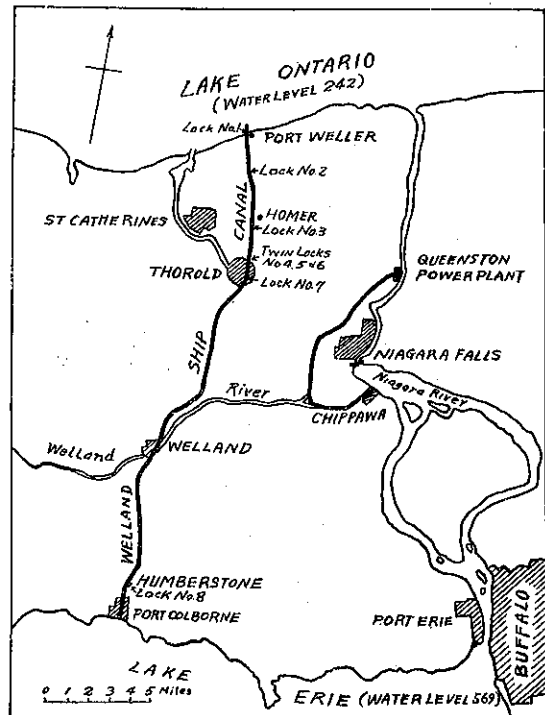 LAKE ONTARIO
(WATER LEVEL 242)
Lock No.1
PORT WELLER
Lock No.2
CANAL
ST CATHERINES
HOMER
Lock No.3
TWIN LOCKS
No 4, 5 & 6
THOROLD
Lock No.7
QUEENSTON
POWER PLANT
SHIP
NIAGARA FALLS
Niagara River
River
CHIPPAWA
Welland
WELLAND
WELLAND
HUMBERSTONE
Lock No.8
PORT COLBORNE
PORT ERIE
BUFFALO
LAKE
0 1 2 3 4 5 Miles
ERIE (WATER LEVEL 569)